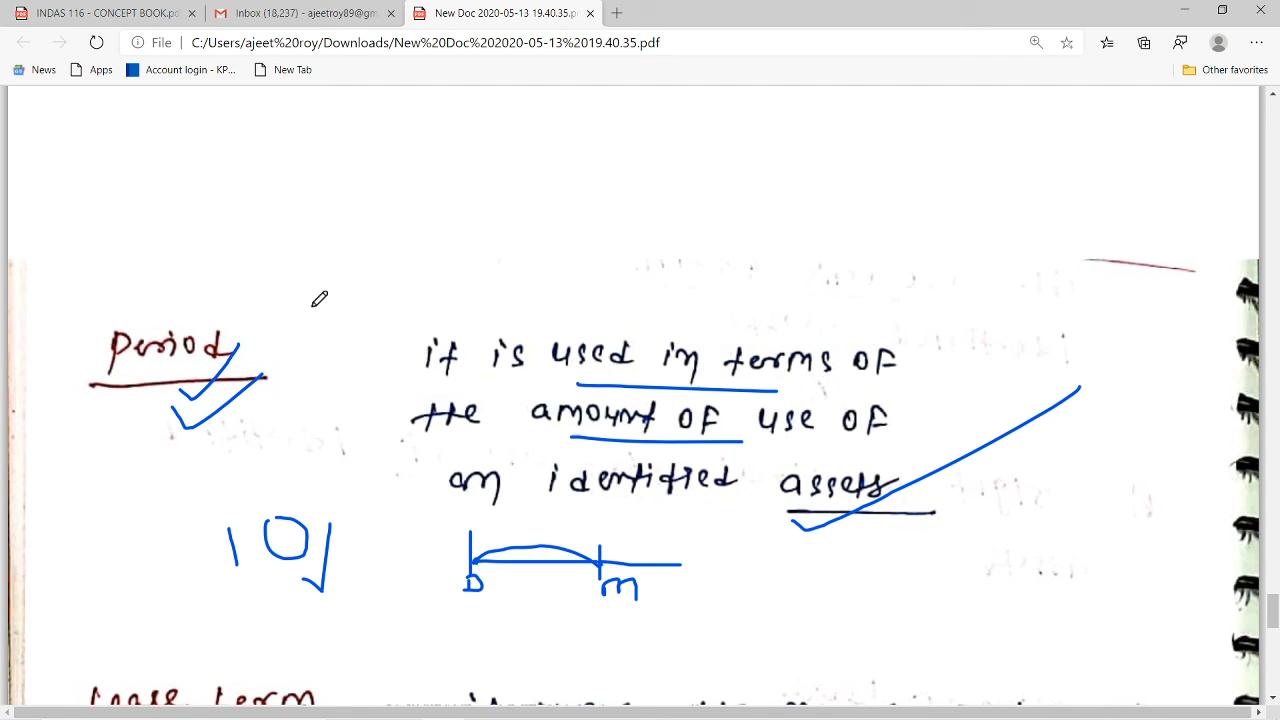 INDAS 116 - CONCEPT BOOK.pd
Inbox (18,237) - ajeetroy89@gm
New Doc 2020-05-13 19.40.35.p
File
C:/Users/ajeet%20roy/Downloads/New%20Doc%202020-05-13%2019.40.35.pdf
News
Apps
Account login - KP...
New Tab
Other favorites
Period
it is used in terms of
the amount of use of
an identified assets
10y
D
m
term